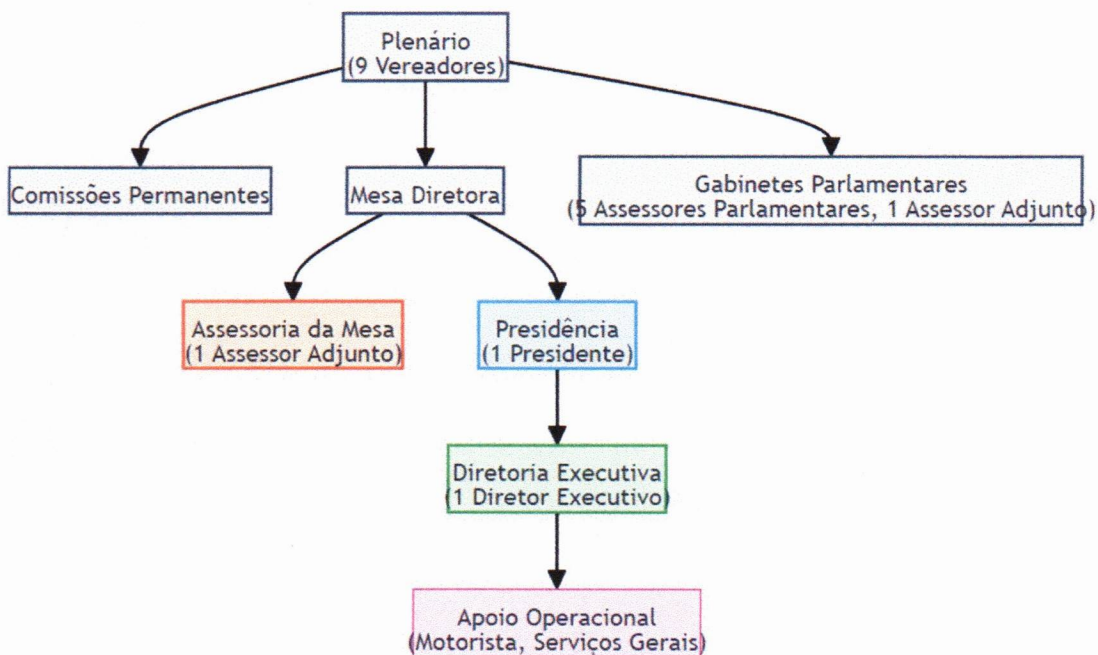 Plenário
(9 Vereadores)
Comissões Permanentes
Mesa Diretora
Gabinetes Parlamentares
(5 Assessores Parlamentares, 1 Assessor Adjunto)
Assessoria da Mesa
(1 Assessor Adjunto)
Presidência
(1 Presidente)
Diretoria Executiva
(1 Diretor Executivo)
Apoio Operacional
(Motorista, Serviços Gerais)